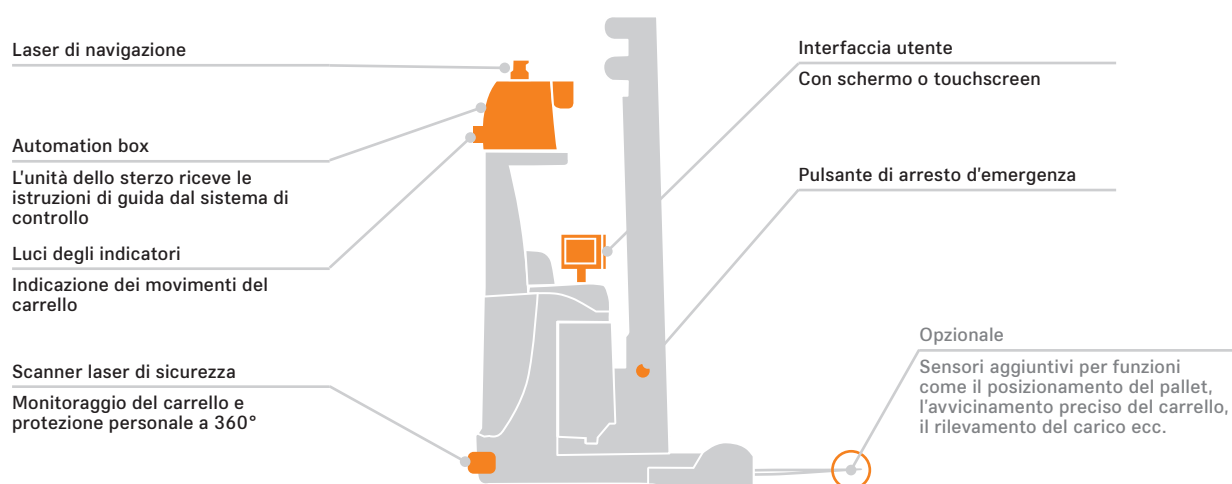 Laser di navigazione
Automation box
L'unità dello sterzo riceve le
istruzioni di guida dal sistema di
controllo
Luci degli indicatori
Indicazione dei movimenti del
carrello
Scanner laser di sicurezza
Monitoraggio del carrello e
protezione personale a 360°
Interfaccia utente
Con schermo o touchscreen
Pulsante di arresto d'emergenza
Opzionale
Sensori aggiuntivi per funzioni
come il posizionamento del pallet,
l'avvicinamento preciso del carrello,
il rilevamento del carico ecc.